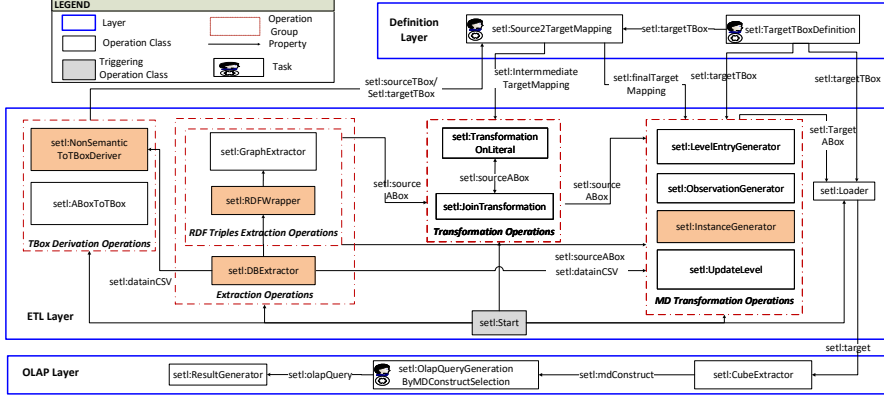 LEGEND
Layer
Operation Class
Triggering
Operation Class
Operation
Group
Property
Task
Definition
Layer
setl:Source2TargetMapping
setl:targetTBox
setl:TargetTBoxDefinition
setl:sourceTBox/
Setl:targetTBox
setl:Intermmediate
TargetMapping
setl:finalTarget
Mapping
setl:targetTBox
setl:targetTBox
setl:NonSemantic
ToTBoxDeriver
setl:ABoxToTBox
TBox Derivation Operations
setl:GraphExtractor
setl:RDFWrapper
RDF Triples Extraction Operations
setl:DBExtractor
Extraction Operations
setl:datainCSV
setl:source
ABox
setl:Transformation
OnLiteral
setl:sourceABox
setl:JoinTransformation
Transformation Operations
setl:source
ABox
setl:sourceABox
setl:datainCSV
setl:LevelEntryGenerator
setl:ObservationGenerator
setl:InstanceGenerator
setl:UpdateLevel
MD Transformation Operations
setl:Target
ABox
setl:Loader
ETL Layer
setl:Start
setl:target
OLAP Layer
setl:ResultGenerator
setl:olapQuery
setl:OlapQueryGeneration
ByMDConstructSelection
setl:mdConstruct
setl:CubeExtractor